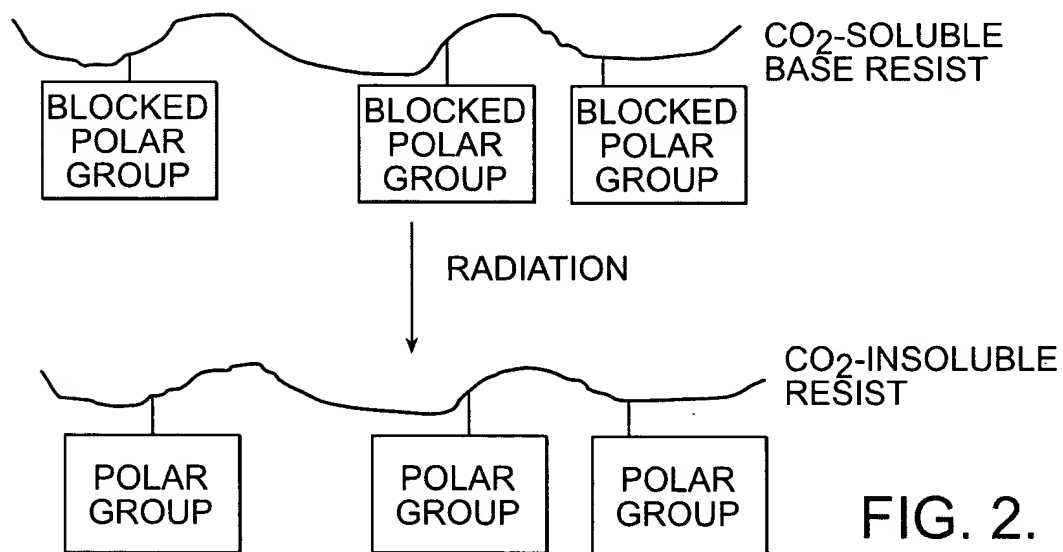 CO2-SOLUBLE
BASE RESIST
BLOCKED
POLAR
GROUP
BLOCKED
POLAR
GROUP
BLOCKED
POLAR
GROUP
RADIATION
CO2-INSOLUBLE
RESIST
POLAR
GROUP
POLAR
GROUP
POLAR
GROUP
FIG. 2.